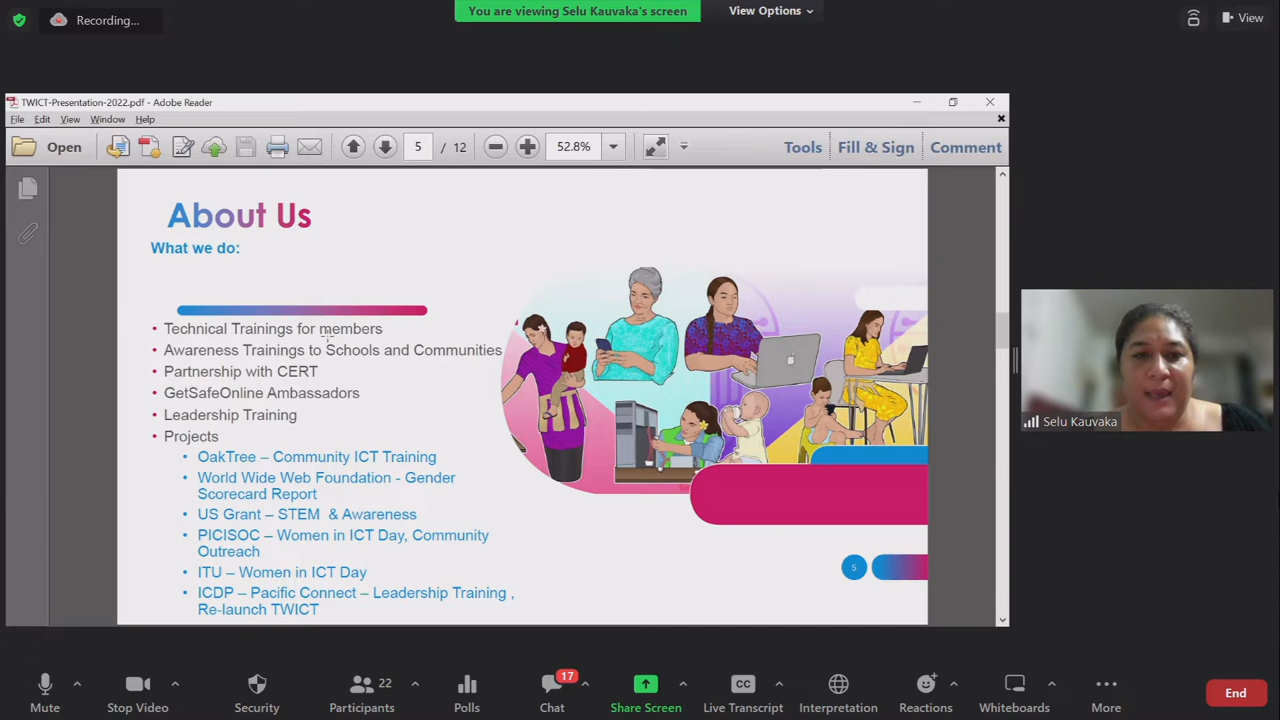 Recording...
You are viewing Selu Kauvaka's screen
View Options
View
TWICT-Presentation-2022.pdf - Adobe Reader
File Edit View Window Help
Open
5 / 12
52.8%
Tools
Fill & Sign
Comment
About Us
What we do:
• Technical Trainings for members
• Awareness Trainings to Schools and Communities
• Partnership with CERT
• GetSafeOnline Ambassadors
• Leadership Training
• Projects
• OakTree – Community ICT Training
• World Wide Web Foundation - Gender
Scorecard Report
• US Grant – STEM & Awareness
• PICISOC – Women in ICT Day, Community
Outreach
• ITU – Women in ICT Day
• ICDP – Pacific Connect – Leadership Training ,
Re-launch TWICT
5
Selu Kauvaka
Mute
Stop Video
Security
Participants
22
Polls
Chat
17
Share Screen
Live Transcript
Interpretation
Reactions
Whiteboards
More
End